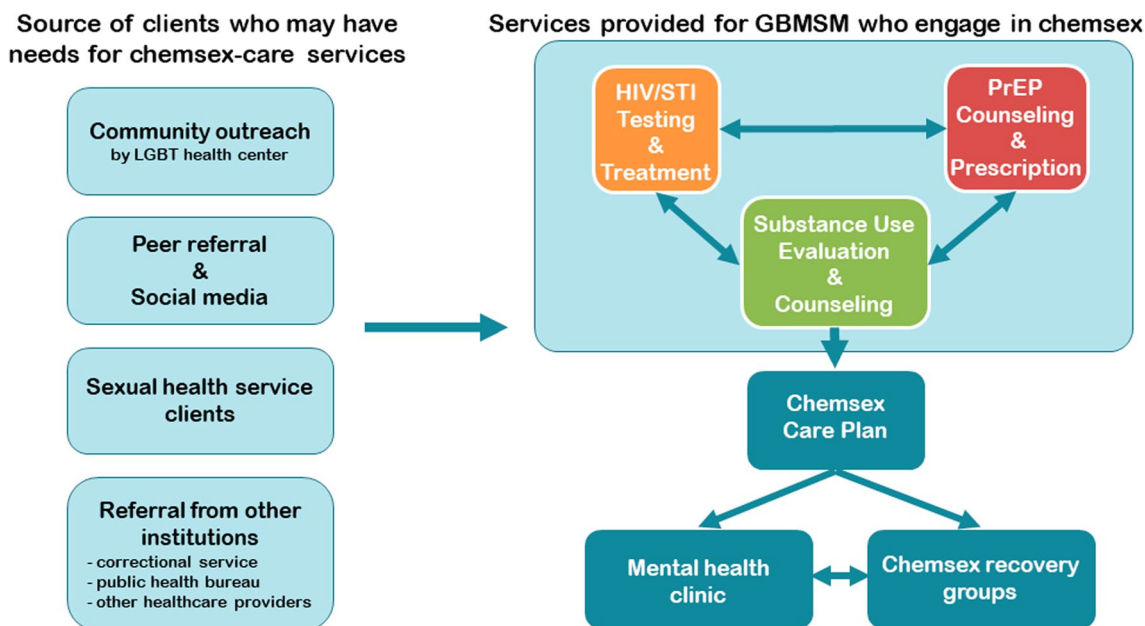 Source of clients who may have
needs for chemsex-care services
Community outreach
by LGBT health center
Peer referral
&
Social media
Sexual health service
clients
Referral from other
institutions
- correctional service
- public health bureau
- other healthcare providers
Services provided for GBMSM who engage in chemsex
HIV/STI
Testing
&
Treatment
PrEP
Counseling
&
Prescription
Substance Use
Evaluation
&
Counseling
Chemsex
Care Plan
Mental health
clinic
Chemsex recovery
groups